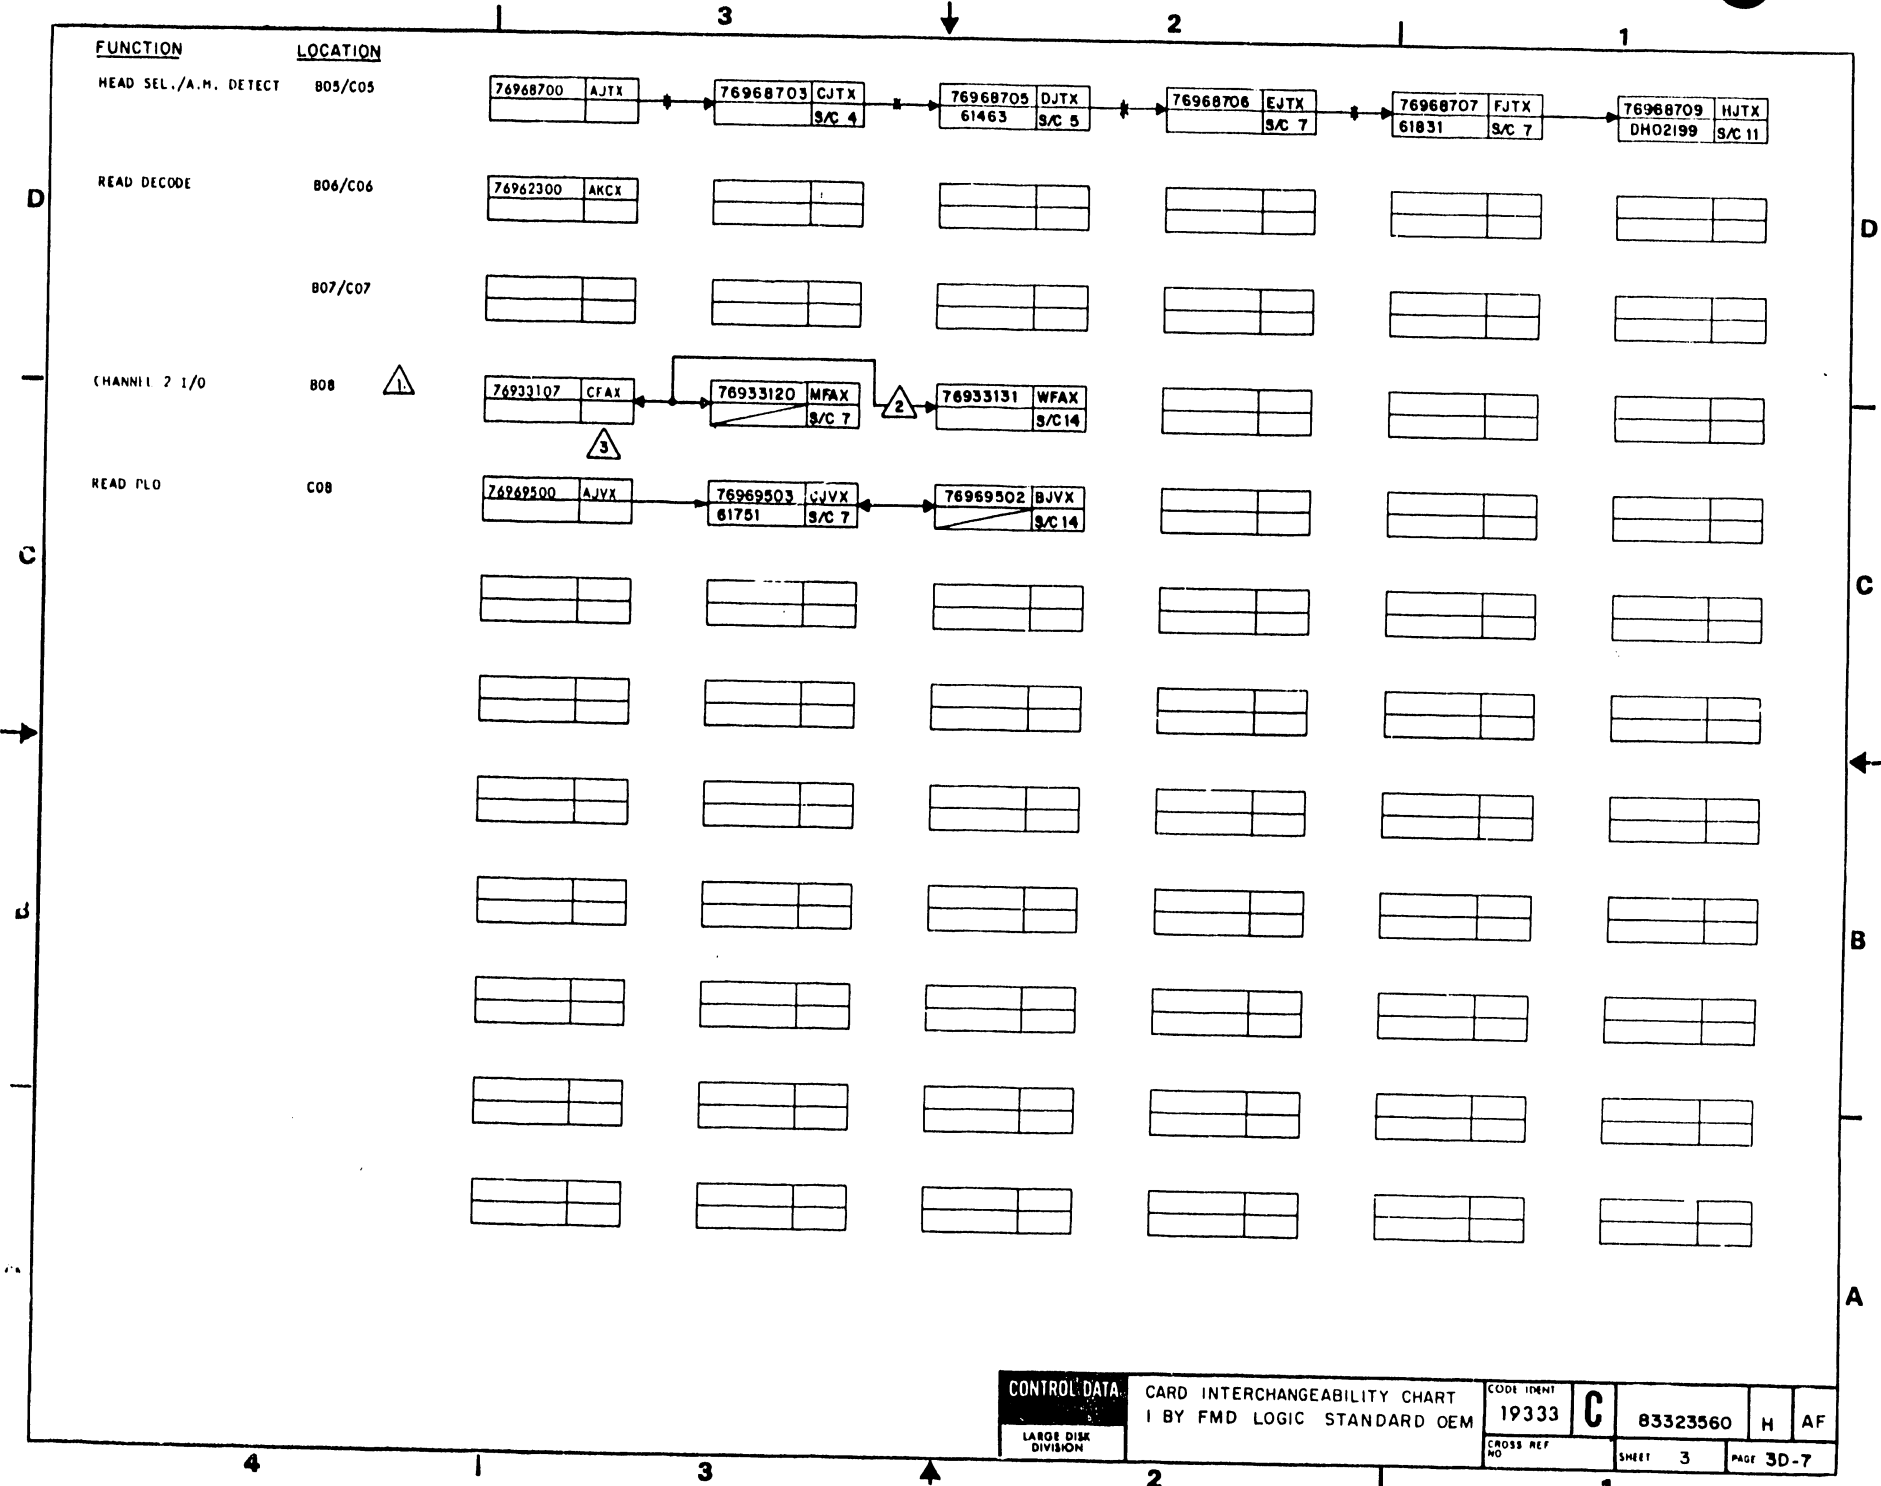 3 2 1
FUNCTION LOCATION
HEAD SEL./A.M. DETECT B05/C05 76968700 AJTX 76968703 CJTX 76968705 DJTX 76968706 EJTX 76968707 FJTX 76968709 HJTX
S/C 4 61463 S/C 5 S/C 7 61831 S/C 7 DH02199 S/C 11
D READ DECODE B06/C06 76962300 AKCX D
B07/C07
CHANNEL 2 I/O B08 1 76933107 CFAX 76933120 MFAX 2 76933131 WFAX
S/C 7 S/C 14
3
READ PLO C08 76969500 AJVX 76969503 CJVX 76969502 BJVX
61751 S/C 7 S/C 14
C C
B B
A
CONTROL DATA CARD INTERCHANGEABILITY CHART CODE IDENT
1 BY FMD LOGIC STANDARD OEM 19333 C 83323560 H AF
LARGE DISK CROSS REF
DIVISION NO SHEET 3 PAGE 3D-7
4 3 2 1